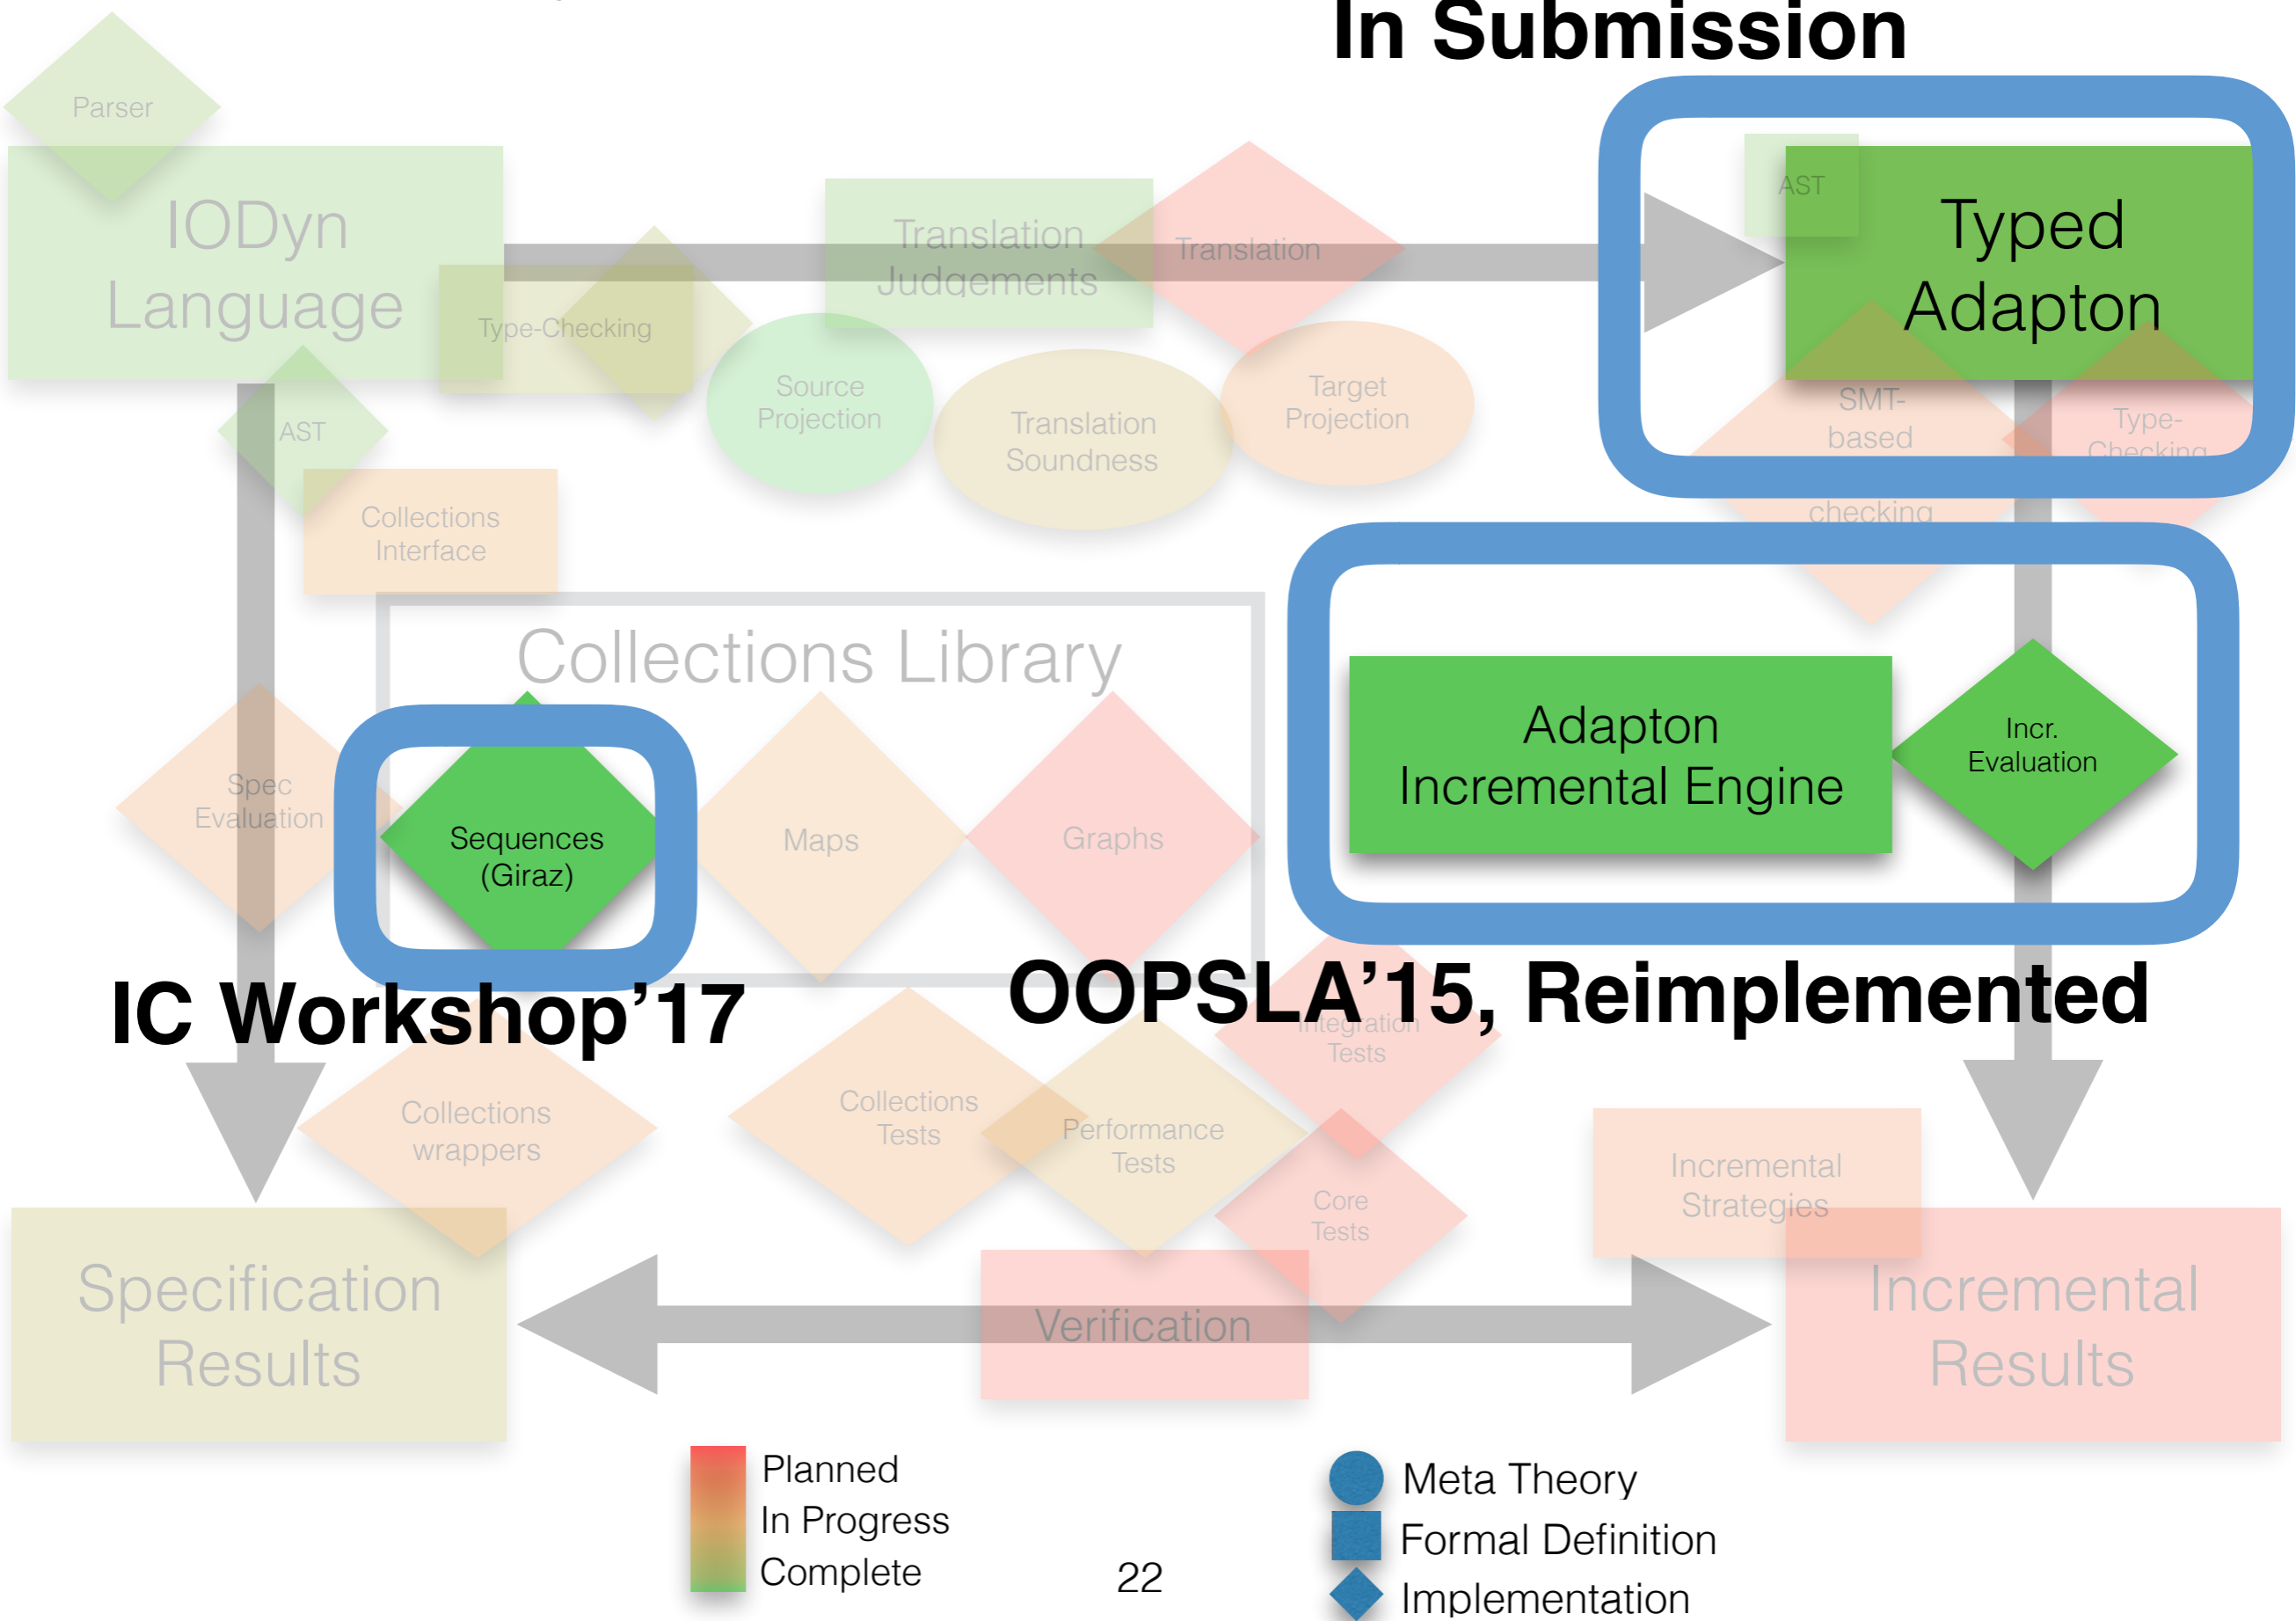 In Submission
Parser
IODyn
Language
Translation
Judgements
Translation
AST
Typed
Adapton
Type-Checking
Source
Projection
Translation
Soundness
Target
Projection
SMT-
based
checking
Type-
Checking
AST
Collections
Interface
Collections Library
Spec
Evaluation
Sequences
(Giraz)
Maps
Graphs
Adapton
Incremental Engine
Incr.
Evaluation
IC Workshop’17
OOPSLA’15, Reimplemented
Integration
Tests
Collections
wrappers
Collections
Tests
Performance
Tests
Core
Tests
Incremental
Strategies
Specification
Results
Verification
Incremental
Results
Planned
In Progress
Complete
22
Meta Theory
Formal Definition
Implementation